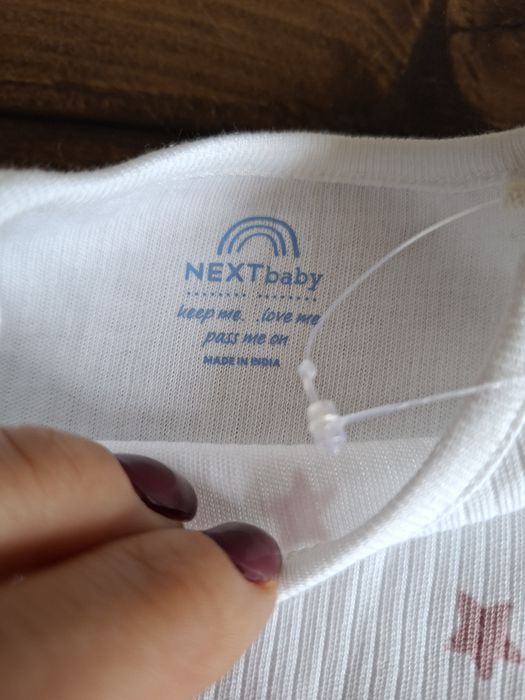 NEXTbaby
keep me...love me
pass me on
MADE IN INDIA